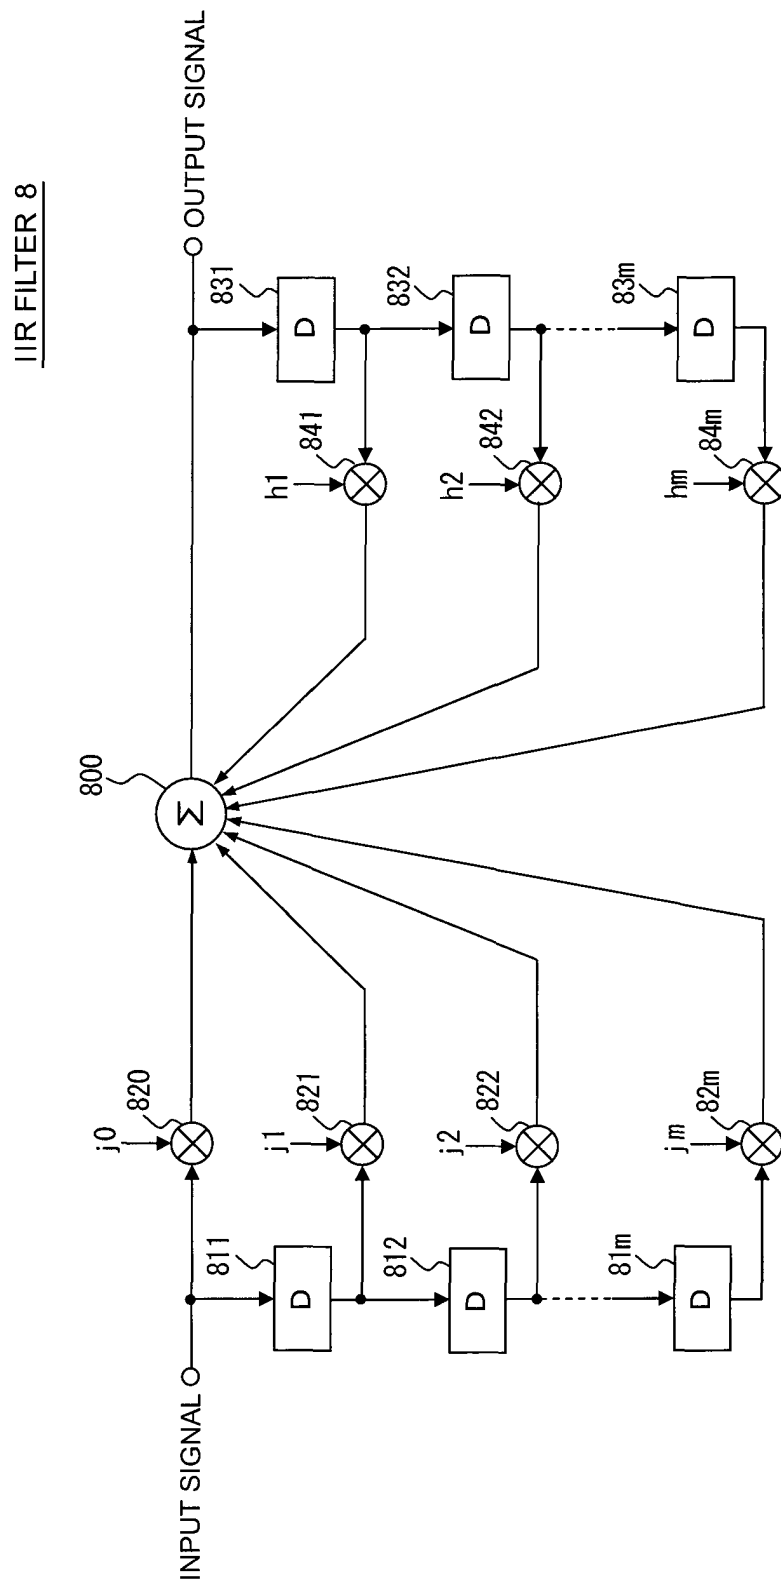 IIR FILTER 8
INPUT SIGNAL
OUTPUT SIGNAL
800
Σ
j0
820
811
D
j1
821
812
D
j2
822
81m
D
jm
82m
831
D
h1
841
832
D
h2
842
83m
D
hm
84m